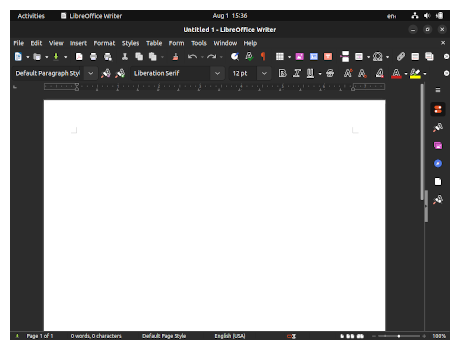 Activities LibreOffice Writer Aug 1 15:36 en₁
Untitled 1 - LibreOffice Writer
File Edit View Insert Format Styles Table Form Tools Window Help
Default Paragraph Styl Liberation Serif 12 pt
Page 1 of 1 0 words, 0 characters Default Page Style English (USA) 100%